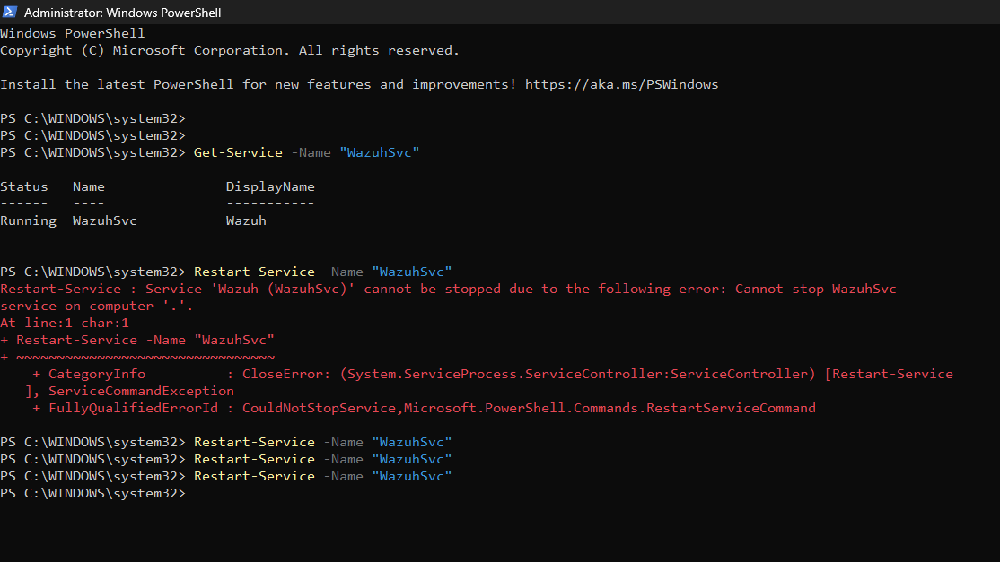 Administrator: Windows PowerShell
Windows PowerShell
Copyright (C) Microsoft Corporation. All rights reserved.
Install the latest PowerShell for new features and improvements! https://aka.ms/PSWindows
PS C:\WINDOWS\system32>
PS C:\WINDOWS\system32>
PS C:\WINDOWS\system32> Get-Service -Name "WazuhSvc"
Status   Name               DisplayName
------   ----               -----------
Running  WazuhSvc           Wazuh
PS C:\WINDOWS\system32> Restart-Service -Name "WazuhSvc"
Restart-Service : Service 'Wazuh (WazuhSvc)' cannot be stopped due to the following error: Cannot stop WazuhSvc
service on computer '.'.
At line:1 char:1
+ Restart-Service -Name "WazuhSvc"
+ ~~~~~~~~~~~~~~~~~~~~~~~~~~~~~~~~
    + CategoryInfo          : CloseError: (System.ServiceProcess.ServiceController:ServiceController) [Restart-Service
   ], ServiceCommandException
    + FullyQualifiedErrorId : CouldNotStopService,Microsoft.PowerShell.Commands.RestartServiceCommand
PS C:\WINDOWS\system32> Restart-Service -Name "WazuhSvc"
PS C:\WINDOWS\system32> Restart-Service -Name "WazuhSvc"
PS C:\WINDOWS\system32> Restart-Service -Name "WazuhSvc"
PS C:\WINDOWS\system32>